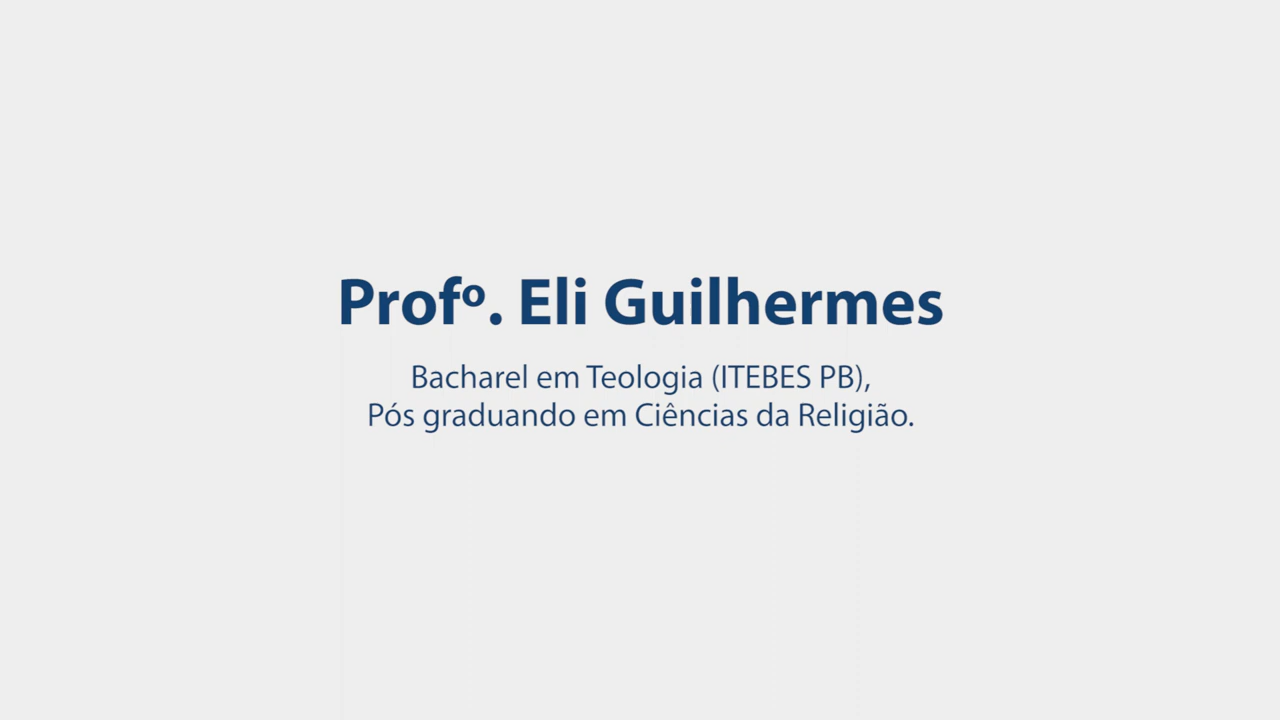 Profº. Eli Guilhermes
Bacharel em Teologia (ITEBES PB),
Pós graduando em Ciências da Religião.